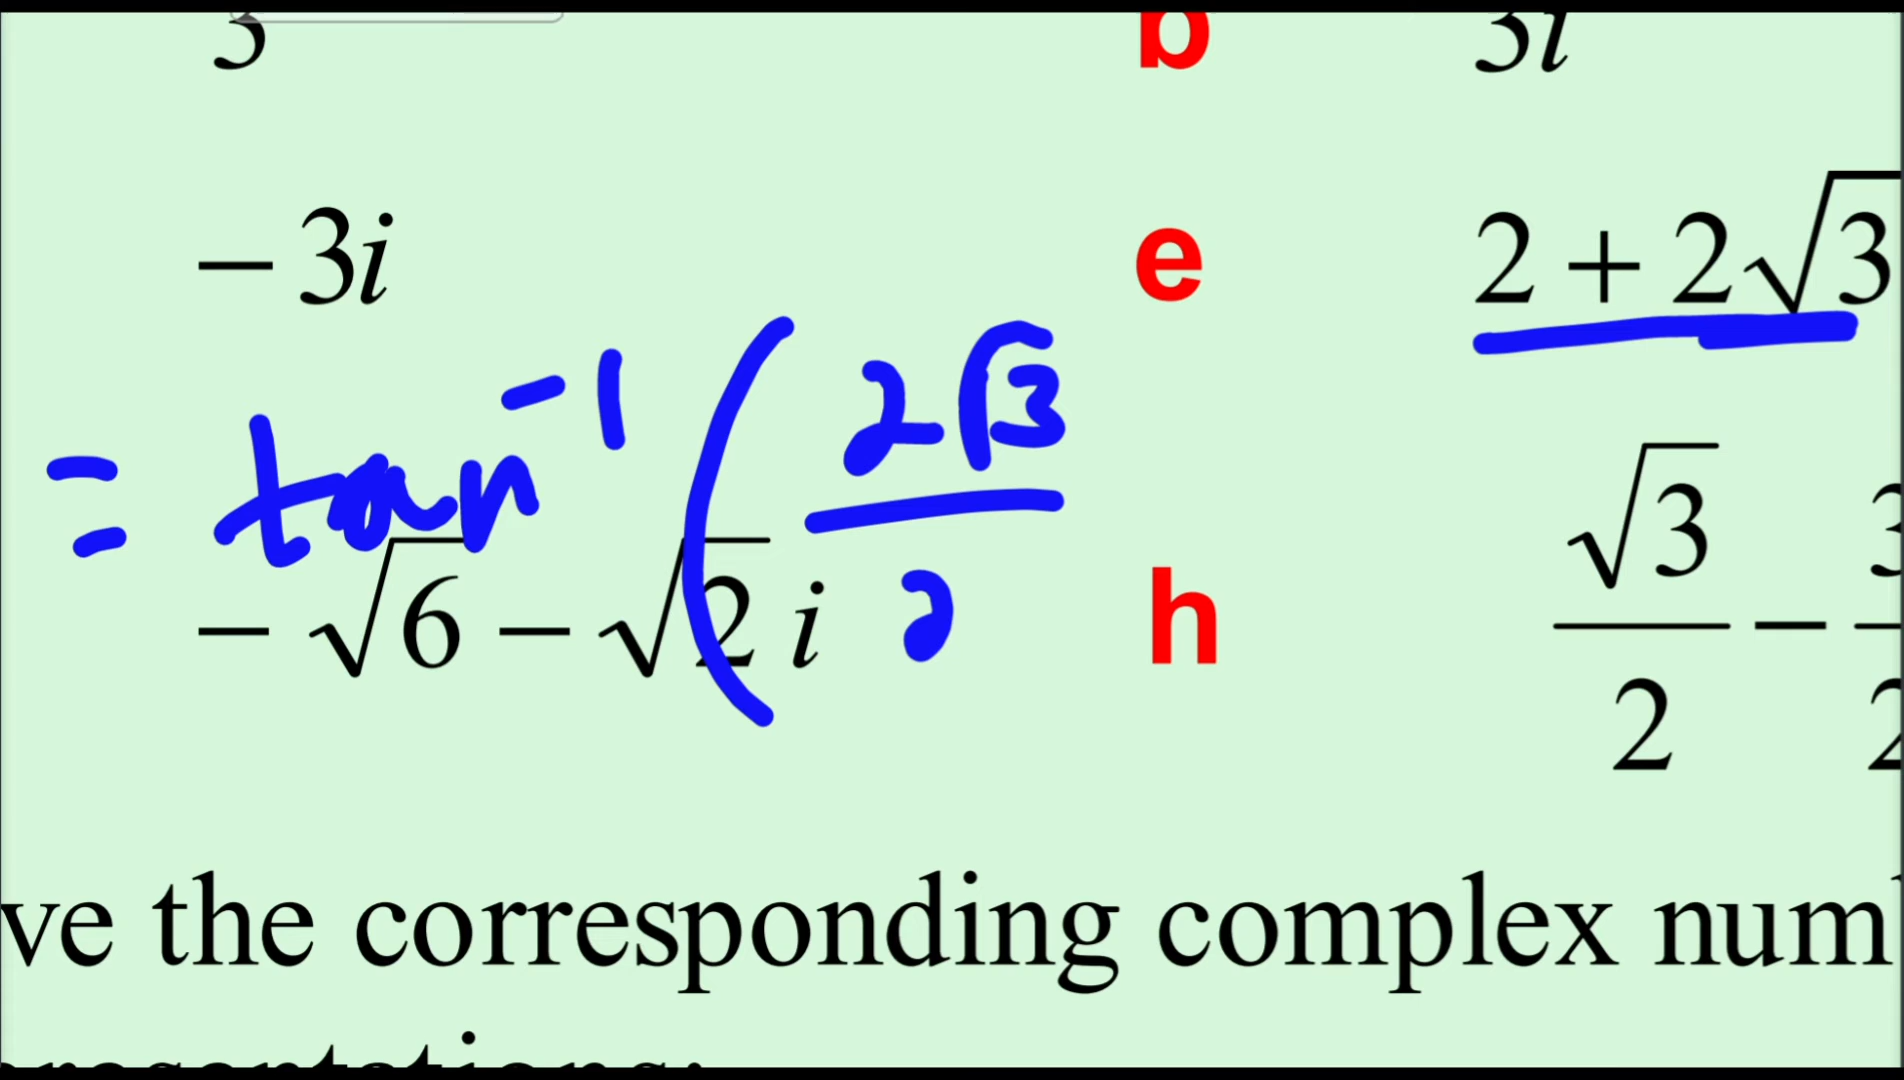 3 b 3i
− 3i e 2 + 2√3
= tan⁻¹ ( 2√3 / 2
− √6 − √2 i h √3/2 −
ve the corresponding complex num